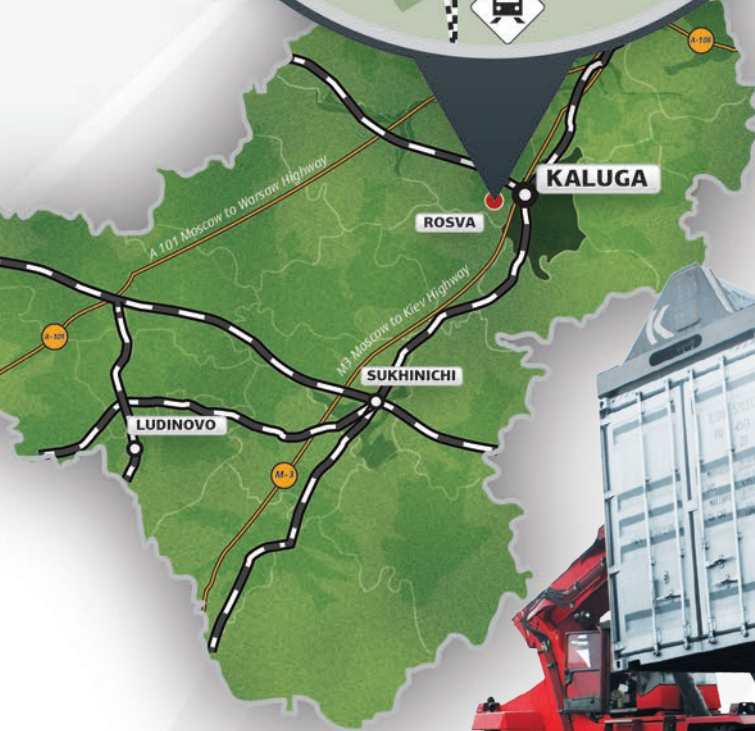 A-108
KALUGA
ROSVA
A 101 Moscow to Warsaw Highway
M3 Moscow to Kiev Highway
A-101
SUKHINICHI
LUDINOVO
M-3
K